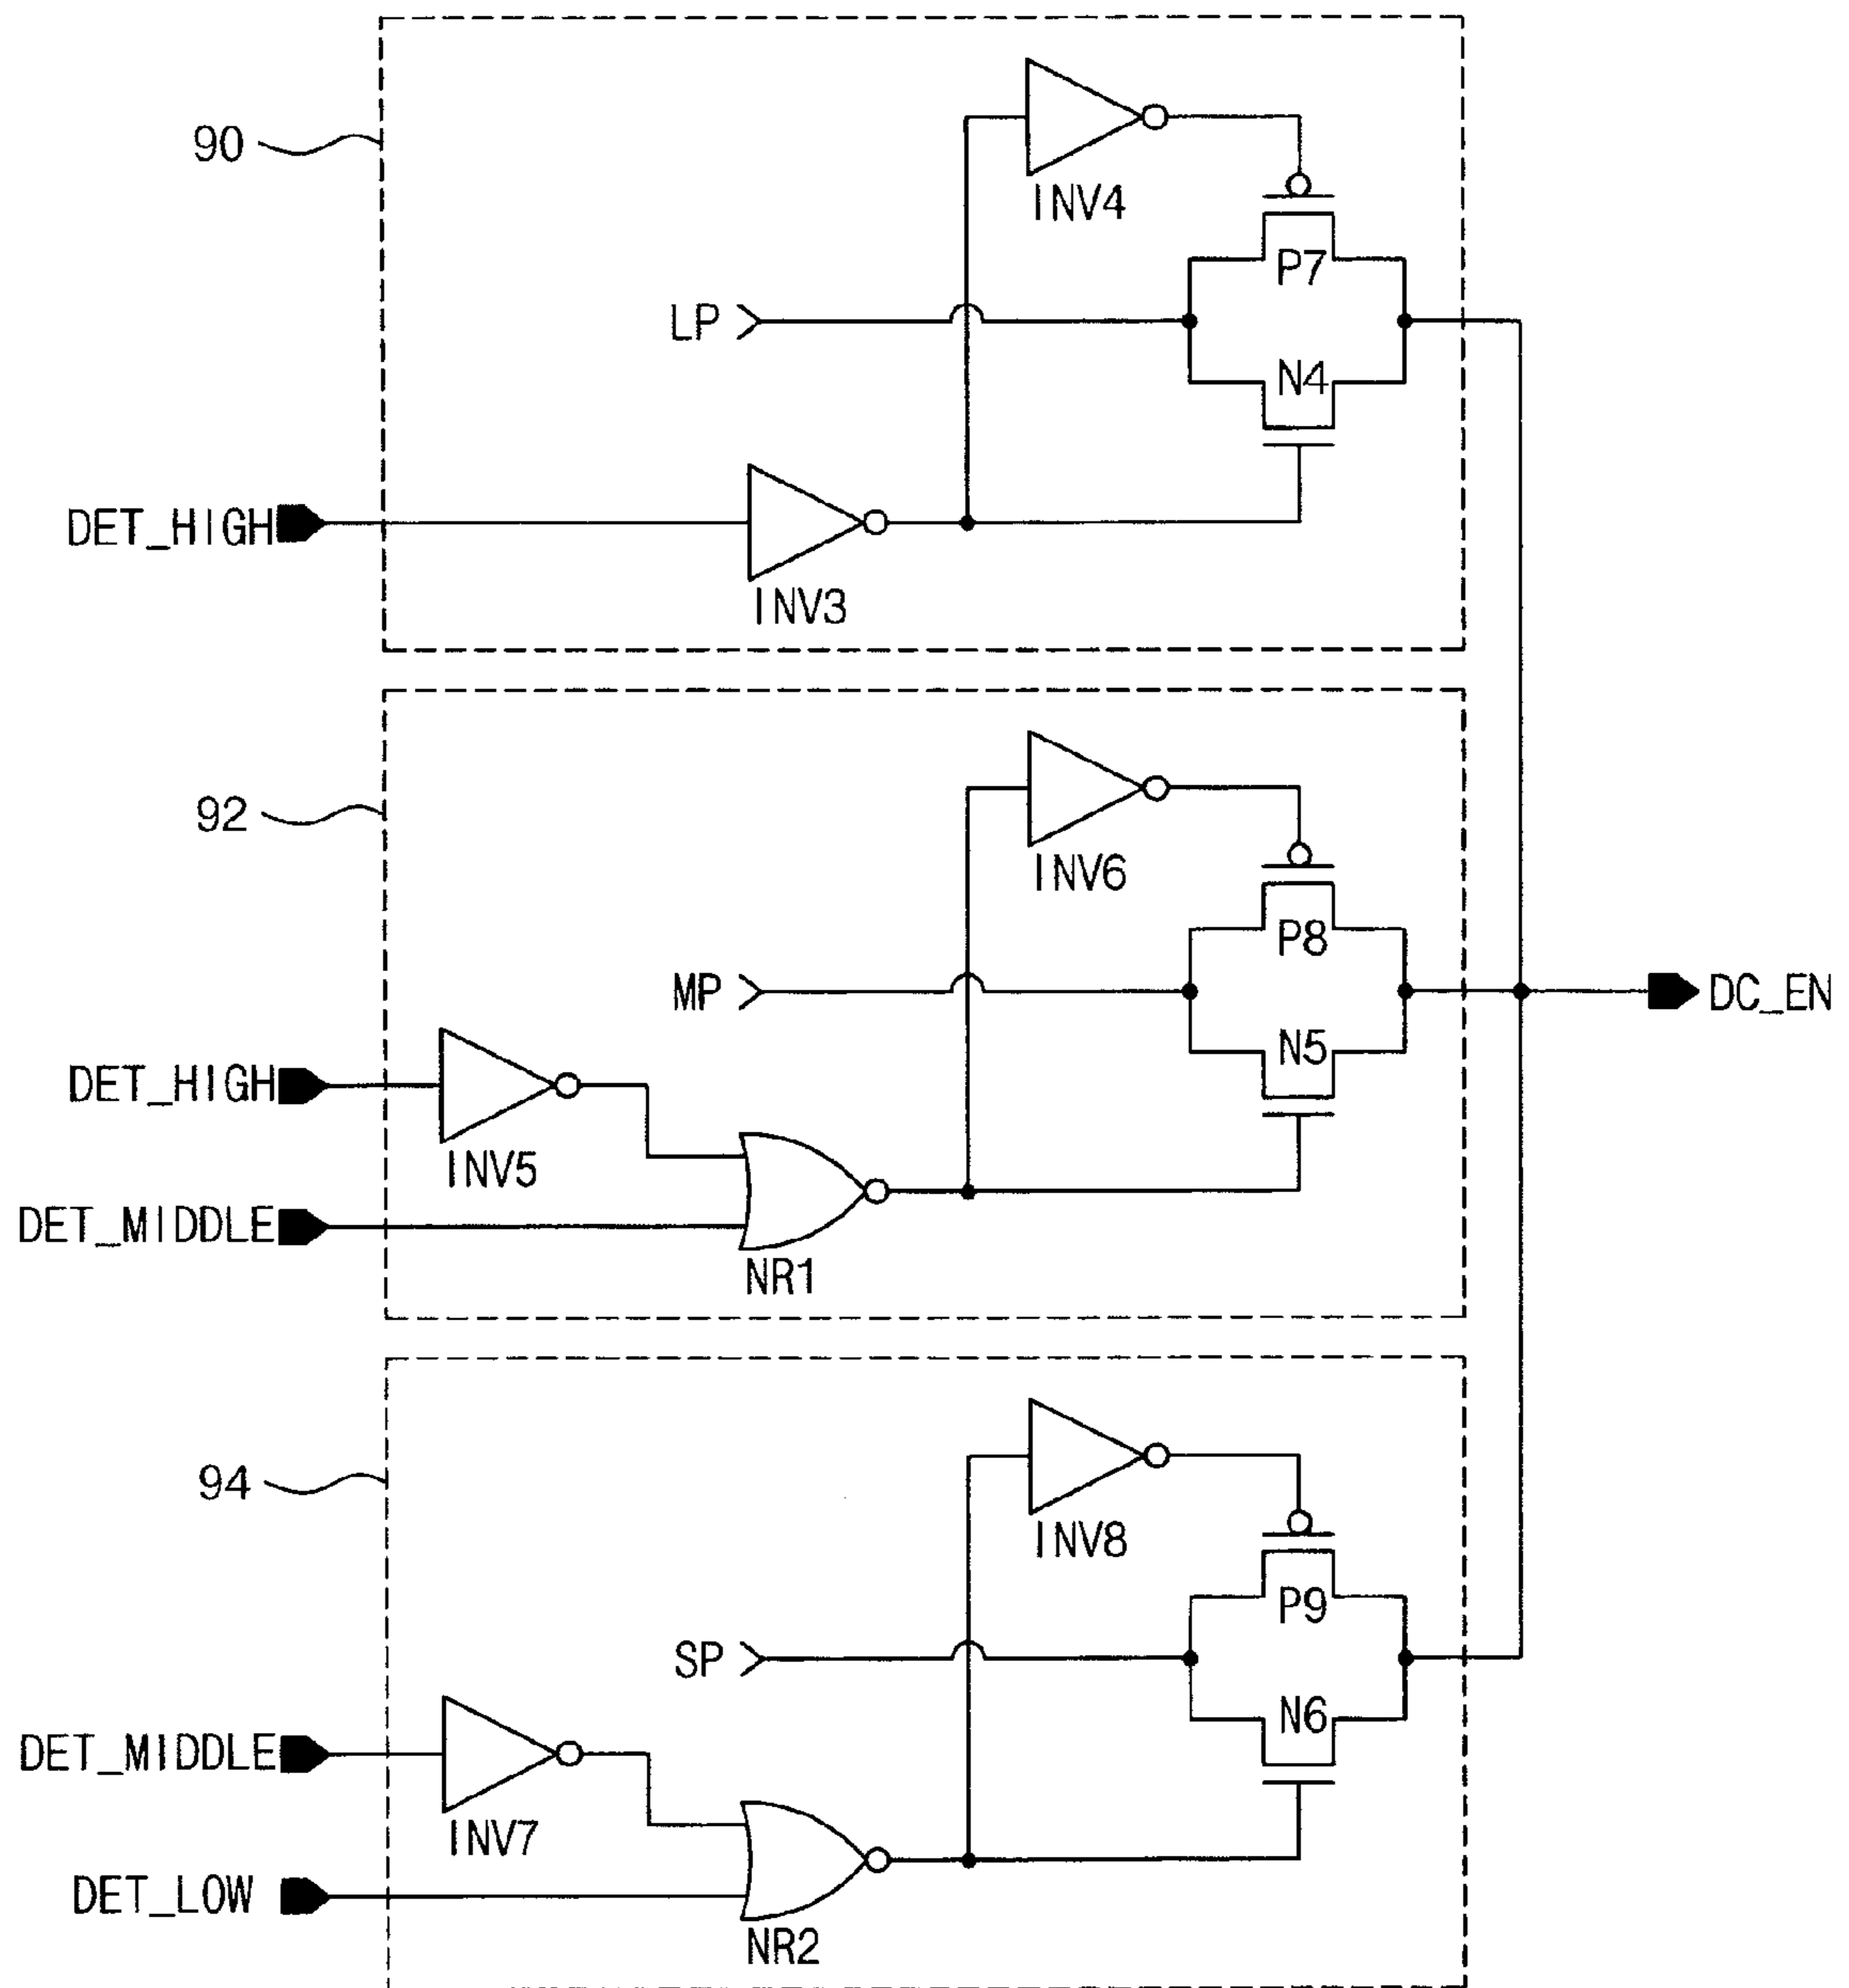 90
INV4
P7
LP
N4
DET_HIGH
INV3
92
INV6
P8
MP
DC_EN
N5
DET_HIGH
INV5
DET_MIDDLE
NR1
94
INV8
P9
SP
N6
DET_MIDDLE
INV7
DET_LOW
NR2